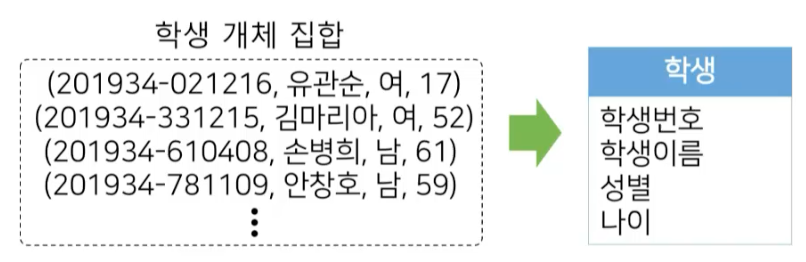 학생 개체 집합
(201934-021216, 유관순, 여, 17)
(201934-331215, 김마리아, 여, 52)
(201934-610408, 손병희, 남, 61)
(201934-781109, 안창호, 남, 59)
⋮
학생
학생번호
학생이름
성별
나이